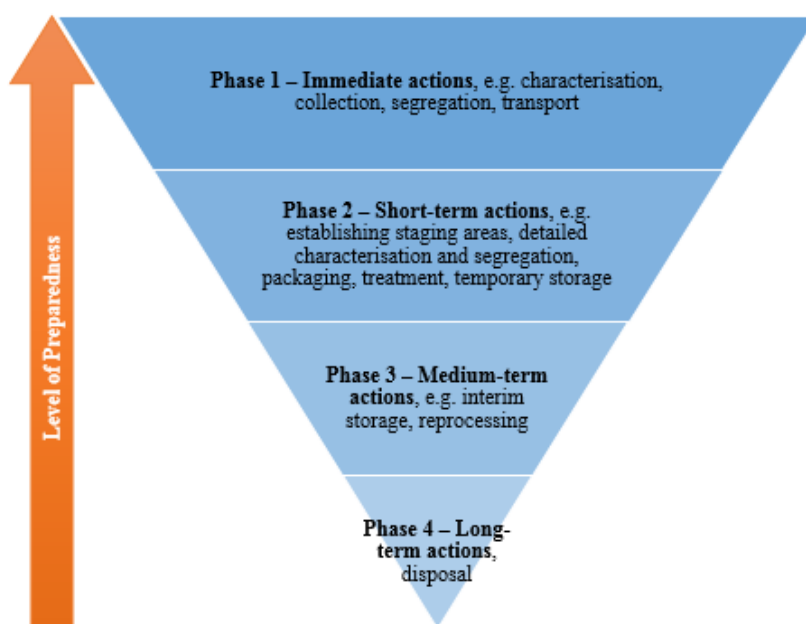 Phase 1 – Immediate actions, e.g. characterisation,
collection, segregation, transport
Phase 2 – Short-term actions, e.g.
establishing staging areas, detailed
characterisation and segregation,
packaging, treatment, temporary storage
Phase 3 – Medium-term
actions, e.g. interim
storage, reprocessing
Phase 4 – Long-
term actions,
disposal
Level of Preparedness